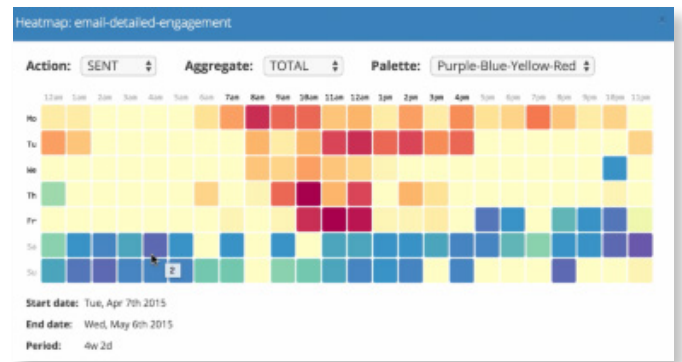 Heatmap: email-detailed-engagement
Action: SENT Aggregate: TOTAL Palette: Purple-Blue-Yellow-Red
12am 1am 2am 3am 4am 5am 6am 7am 8am 9am 10am 11am 12am 1pm 2pm 3pm 4pm 5pm 6pm 7pm 8pm 9pm 10pm 11pm
Mo
Tu
We
Th
Fr
Sa
Su
2
Start date: Tue, Apr 7th 2015
End date: Wed, May 6th 2015
Period: 4w 2d